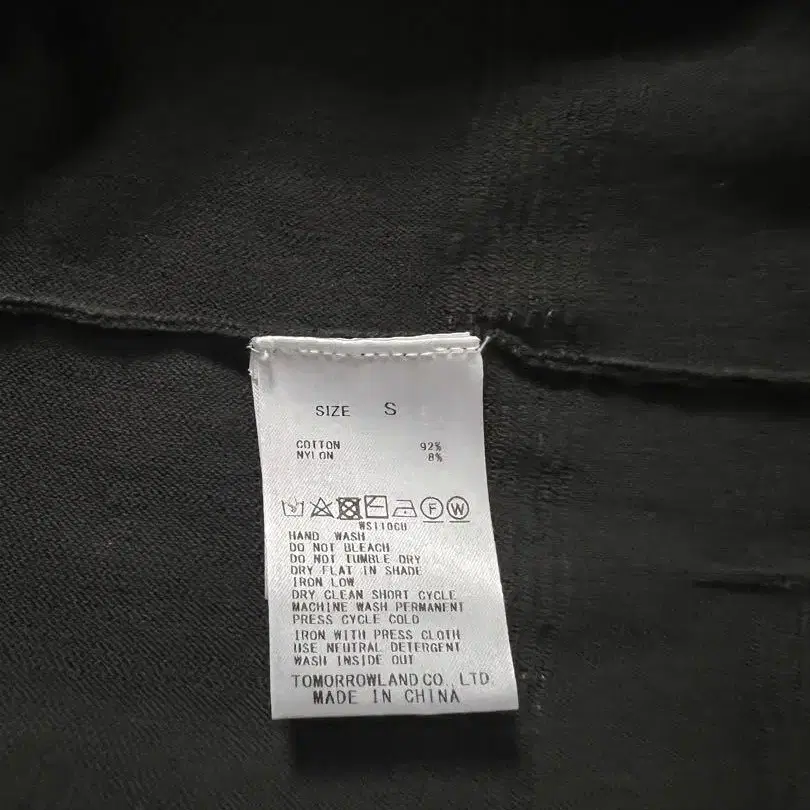 SIZE S
COTTON 92%
NYLON 8%
F W
WS110CU
HAND WASH
DO NOT BLEACH
DO NOT TUMBLE DRY
DRY FLAT IN SHADE
IRON LOW
DRY CLEAN SHORT CYCLE
MACHINE WASH PERMANENT
PRESS CYCLE COLD
IRON WITH PRESS CLOTH
USE NEUTRAL DETERGENT
WASH INSIDE OUT
TOMORROWLAND CO., LTD.
MADE IN CHINA